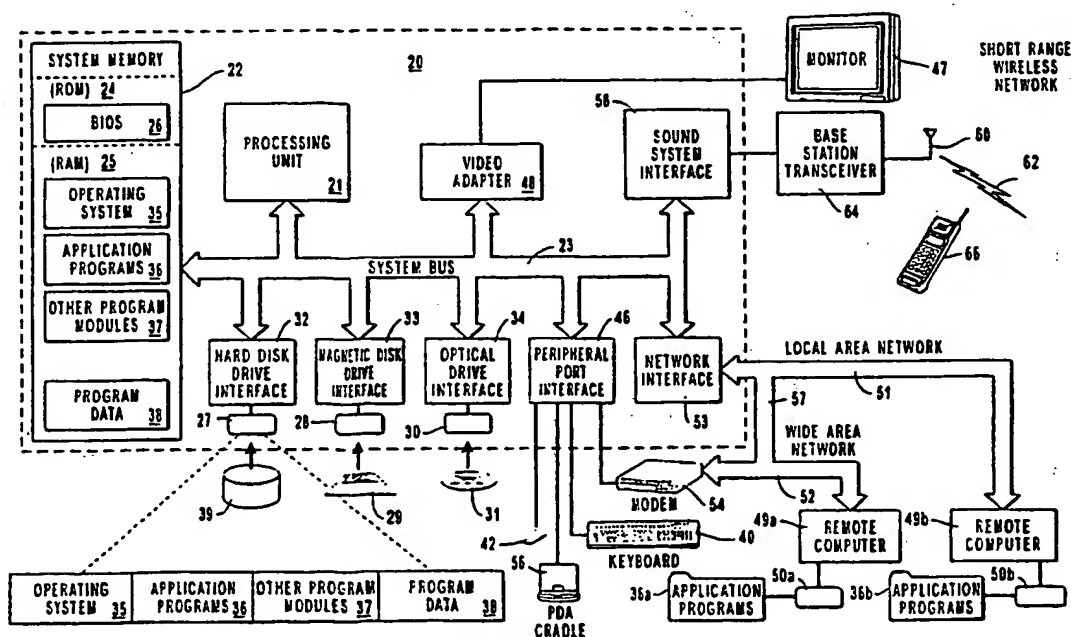 SYSTEM MEMORY
22
(ROM) 24
BIOS
26
(RAM) 25
OPERATING
SYSTEM 35
APPLICATION
PROGRAMS 36
OTHER PROGRAM
MODULES 37
PROGRAM
DATA 38
20
PROCESSING
UNIT
21
VIDEO
ADAPTER 48
58
SOUND
SYSTEM
INTERFACE
MONITOR
47
SHORT RANGE
WIRELESS
NETWORK
BASE
STATION
TRANSCEIVER
64
60
62
66
23
SYSTEM BUS
32
HARD DISK
DRIVE
INTERFACE
27
33
MAGNETIC DISK
DRIVE
INTERFACE
28
34
OPTICAL
DRIVE
INTERFACE
30
46
PERIPHERAL
PORT
INTERFACE
NETWORK
INTERFACE
53
LOCAL AREA NETWORK
51
57
WIDE AREA
NETWORK
52
MODEM
54
39
29
31
42
56
PDA
CRADLE
40
KEYBOARD
49a
REMOTE
COMPUTER
49b
REMOTE
COMPUTER
36a
APPLICATION
PROGRAMS
50a
36b
APPLICATION
PROGRAMS
50b
OPERATING
SYSTEM 35
APPLICATION
PROGRAMS 36
OTHER PROGRAM
MODULES 37
PROGRAM
DATA 38